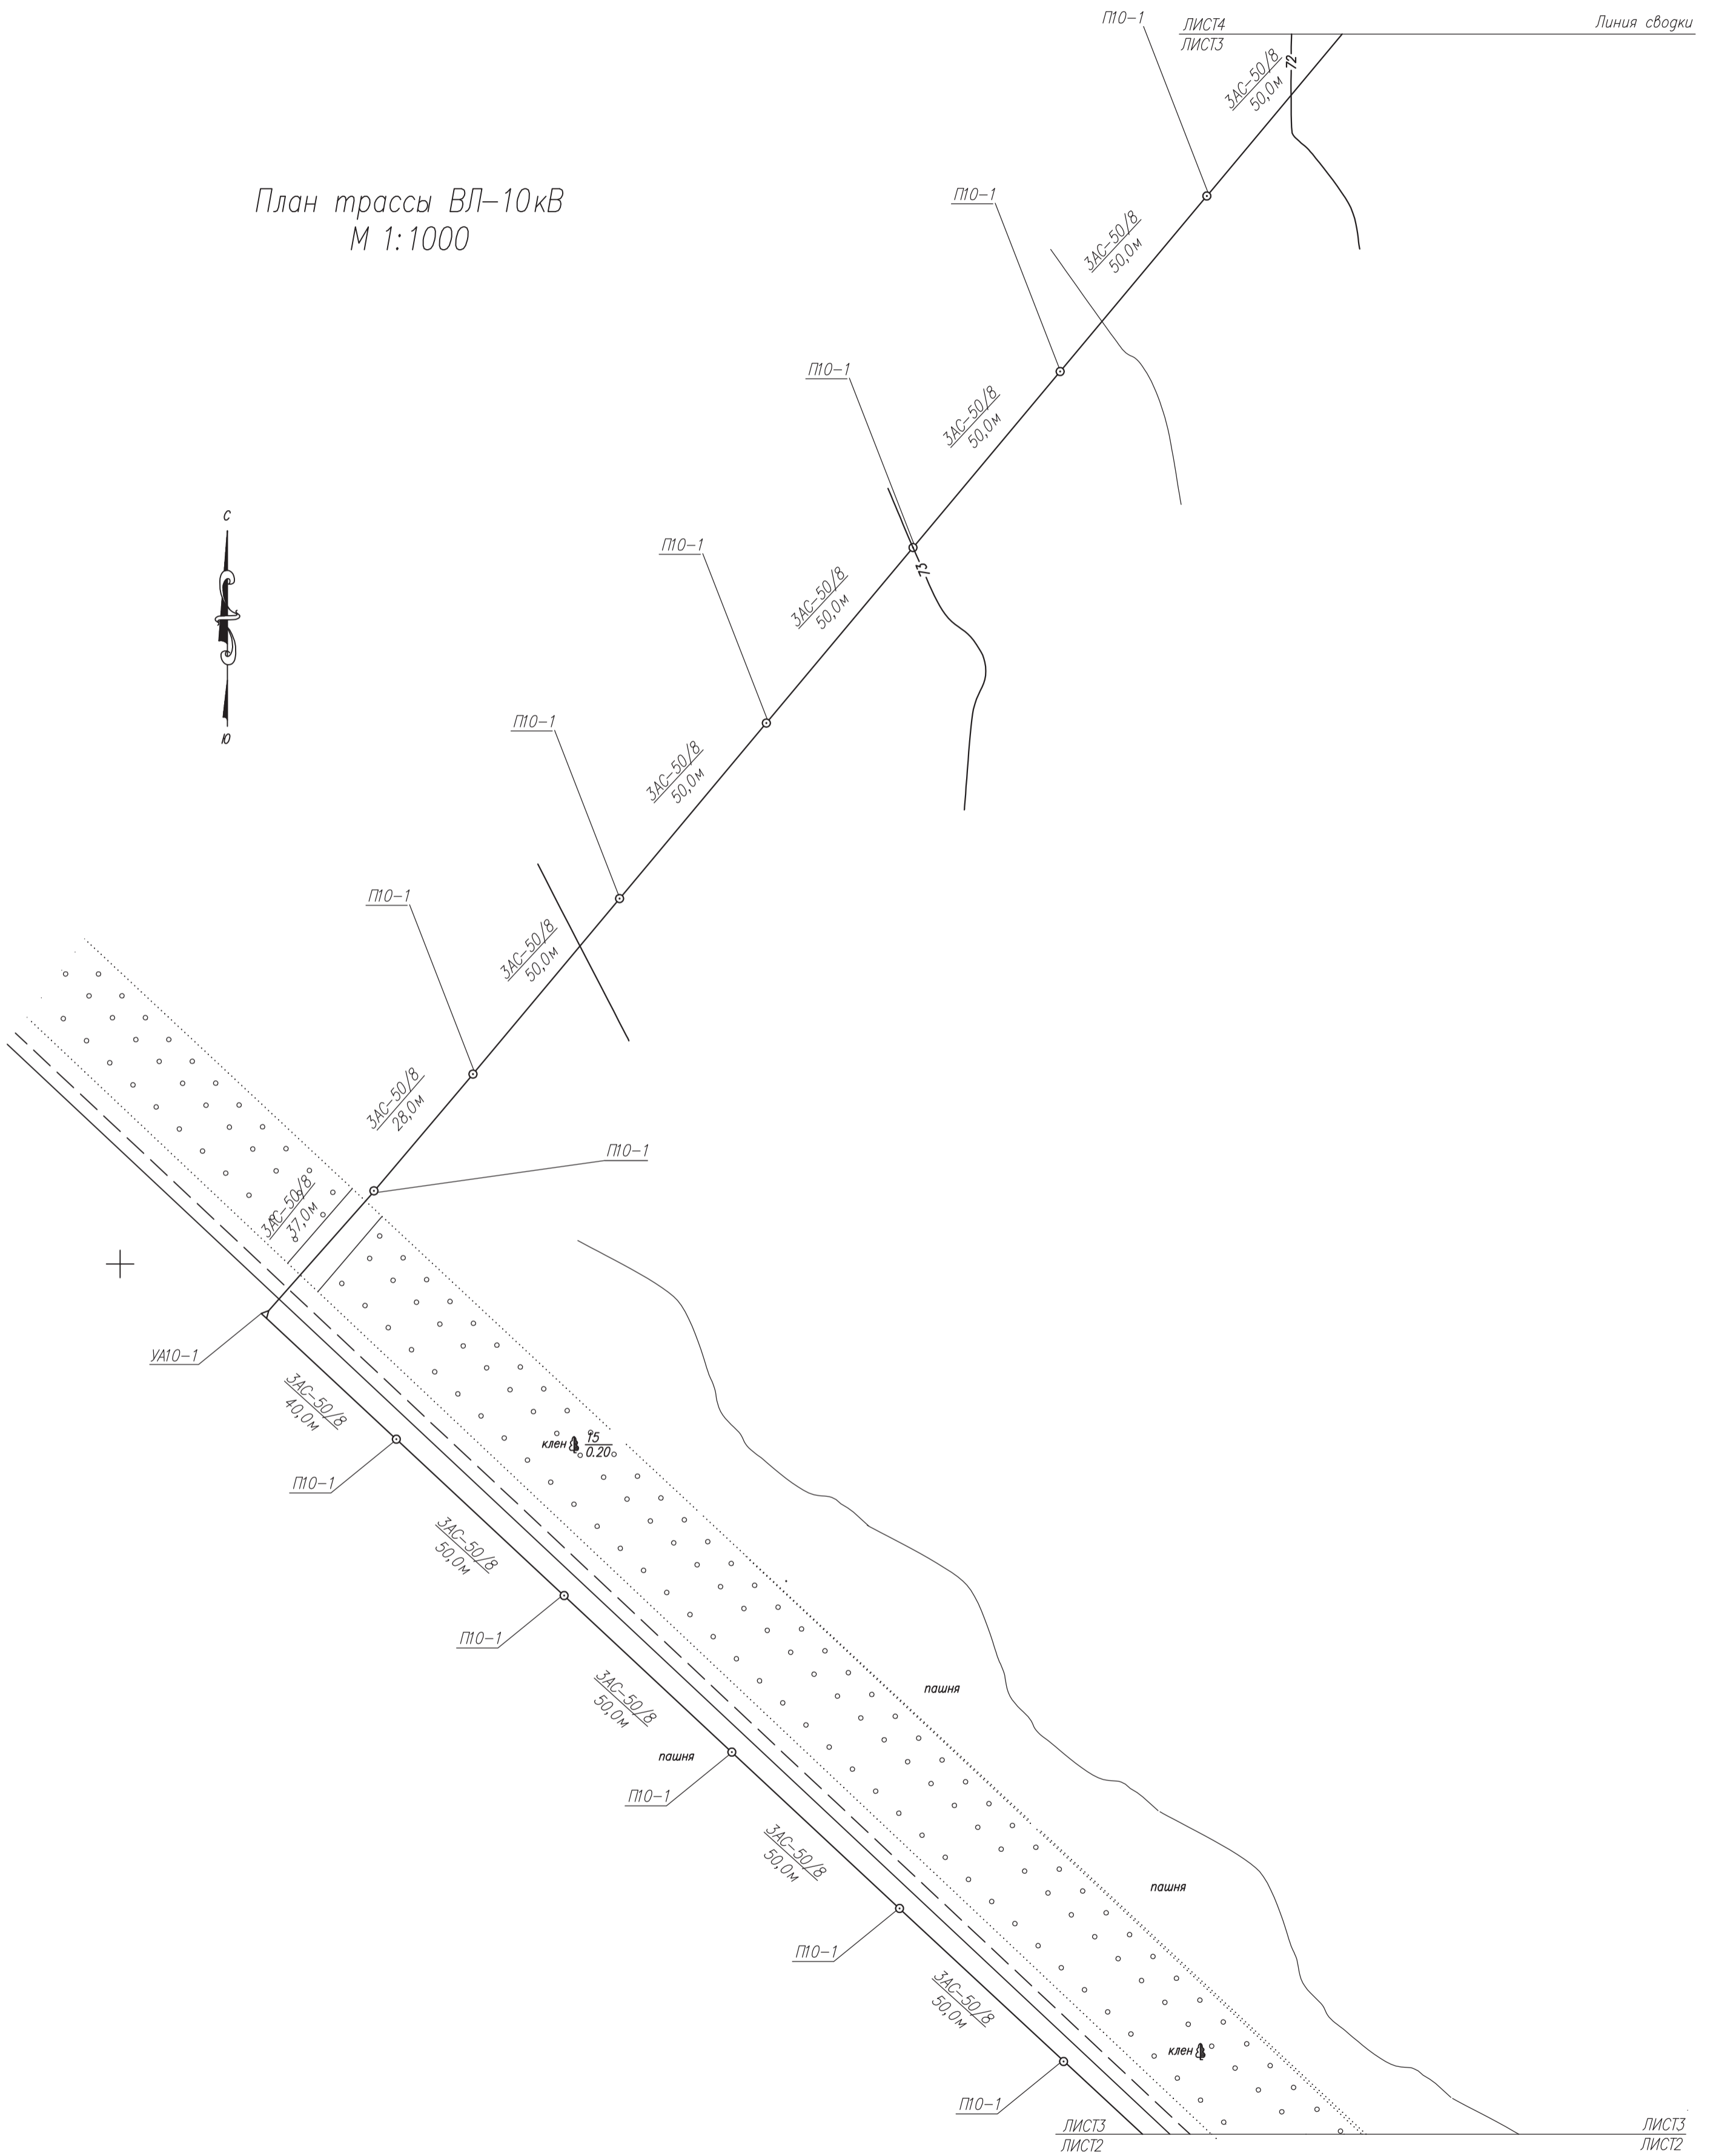 П10-1
ЛИСТ4
ЛИСТ3
Линия сводки
3АС-50/8
50,0м
72
План трассы ВЛ-10кВ
М 1:1000
П10-1
3АС-50/8
50,0м
П10-1
3АС-50/8
50,0м
С
Ю
П10-1
73
3АС-50/8
50,0м
П10-1
3АС-50/8
50,0м
П10-1
3АС-50/8
50,0м
3АС-50/8
28,0м
П10-1
3АС-50/8
37,0м
УА10-1
3АС-50/8
40,0м
клен 15
0.20
П10-1
3АС-50/8
50,0м
П10-1
3АС-50/8
50,0м
пашня
пашня
П10-1
3АС-50/8
50,0м
пашня
П10-1
3АС-50/8
50,0м
клен
П10-1
ЛИСТ3
ЛИСТ2
ЛИСТ3
ЛИСТ2